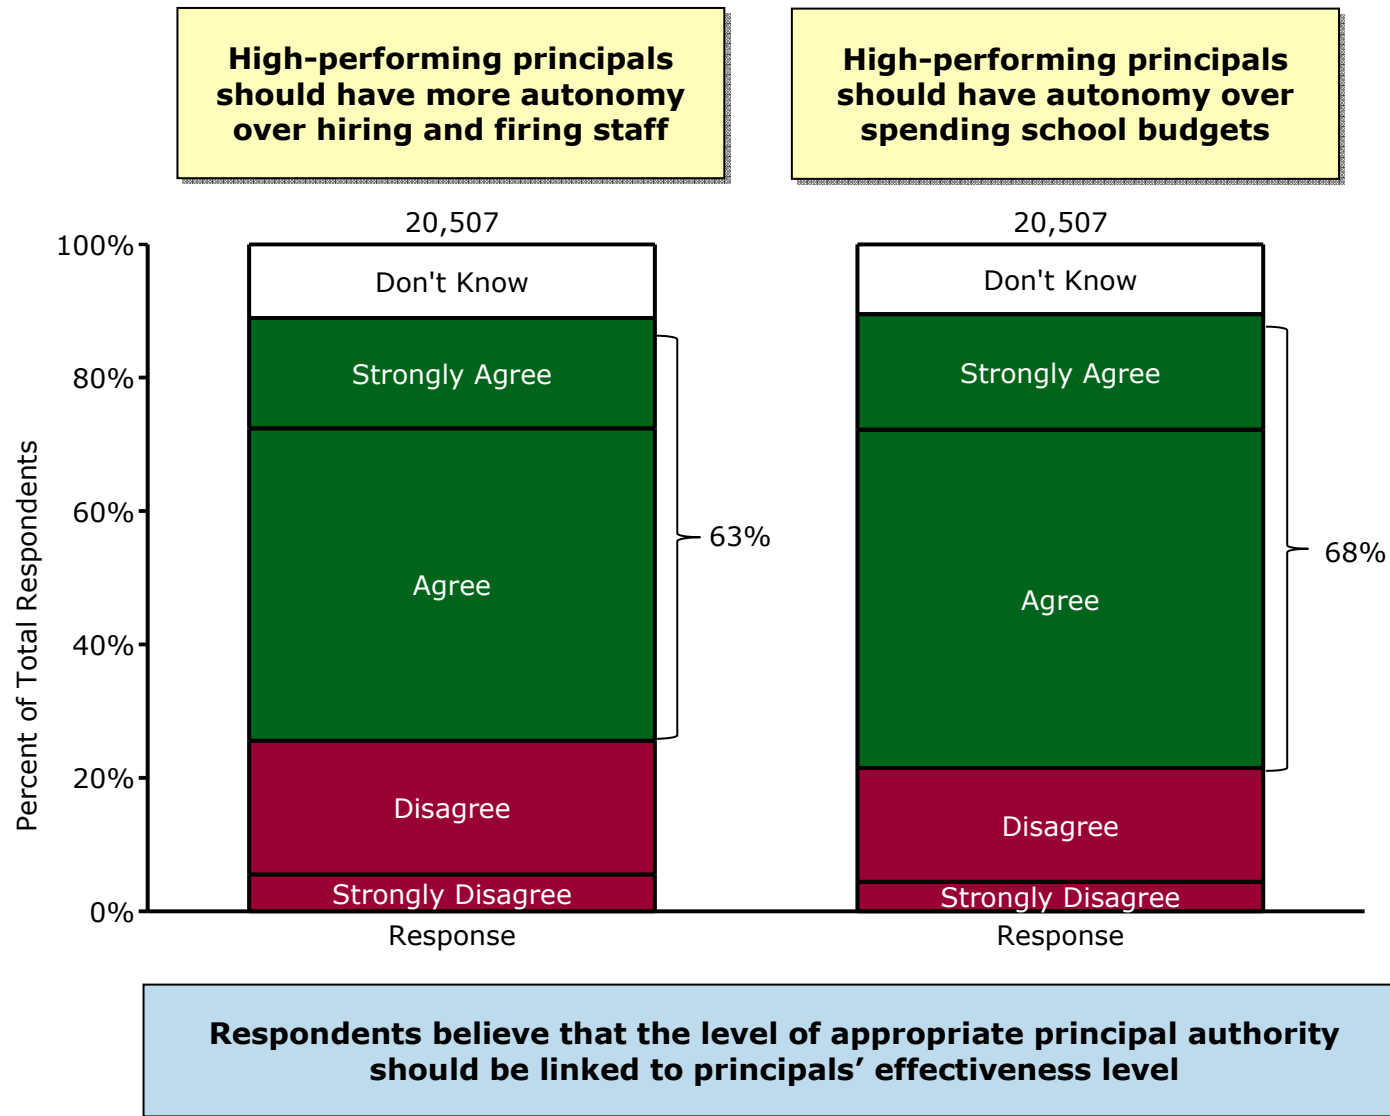 High-performing principals
should have more autonomy
over hiring and firing staff
High-performing principals
should have autonomy over
spending school budgets
20,507
20,507
100%
80%
60%
40%
20%
0%
Percent of Total Respondents
Don't Know
Strongly Agree
Agree
Disagree
Strongly Disagree
63%
Response
Don't Know
Strongly Agree
Agree
Disagree
Strongly Disagree
68%
Response
Respondents believe that the level of appropriate principal authority
should be linked to principals’ effectiveness level